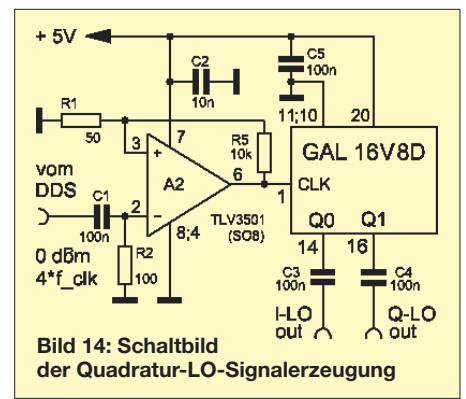 + 5V
C5
100n
C2
10n
11;10
20
R1
50
7
R5
10k
GAL 16V8D
3
+
A2
6
1
CLK
vom
DDS
C1
100n
2
−
TLV3501
(SO8)
Q0
Q1
8;4
14
16
R2
100
0 dBm
4*f_clk
C3
100n
C4
100n
I-LO
out
Q-LO
out
Bild 14: Schaltbild
der Quadratur-LO-Signalerzeugung